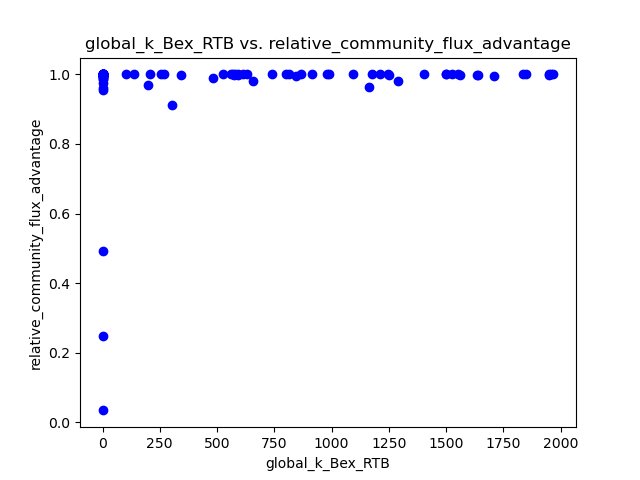 global_k_Bex_RTB vs. relative_community_flux_advantage
relative_community_flux_advantage
1.0
0.8
0.6
0.4
0.2
0.0
0 250 500 750 1000 1250 1500 1750 2000
global_k_Bex_RTB